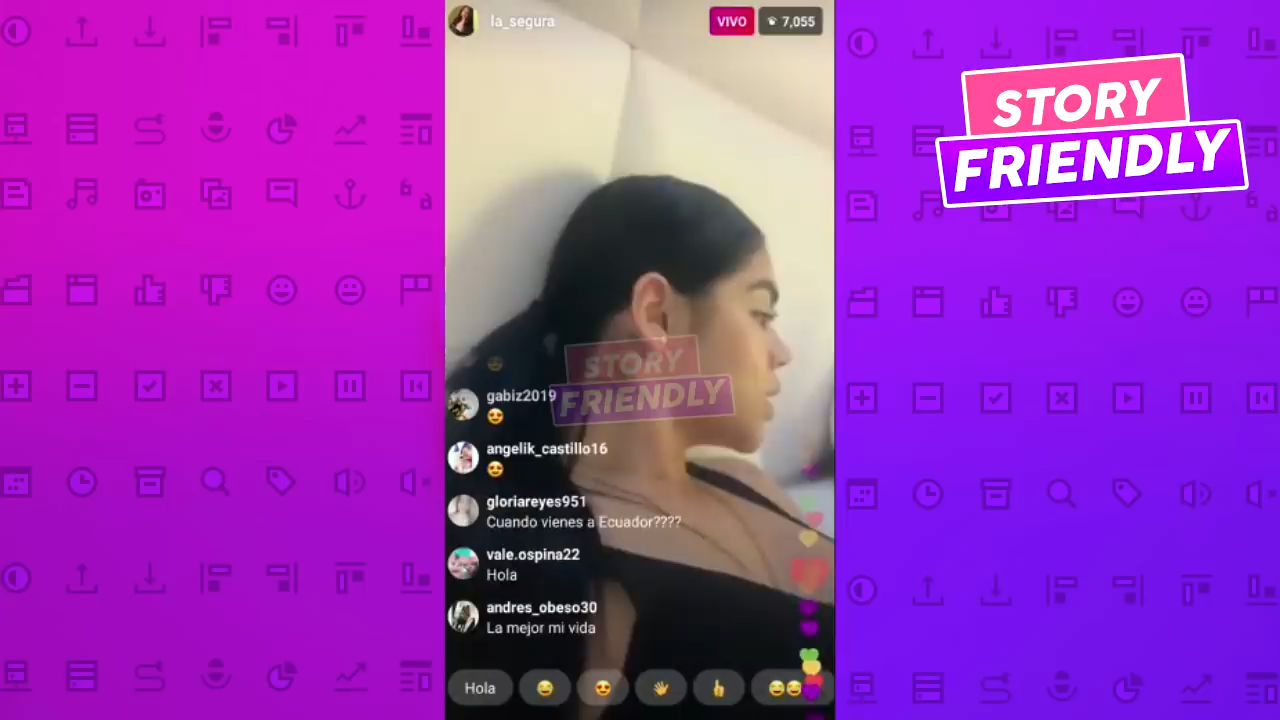 la_segura
VIVO
7,055
STORY
FRIENDLY
STORY
FRIENDLY
gabiz2019
angelik_castillo16
gloriareyes951
Cuando vienes a Ecuador????
vale.ospina22
Hola
andres_obeso30
La mejor mi vida
Hola